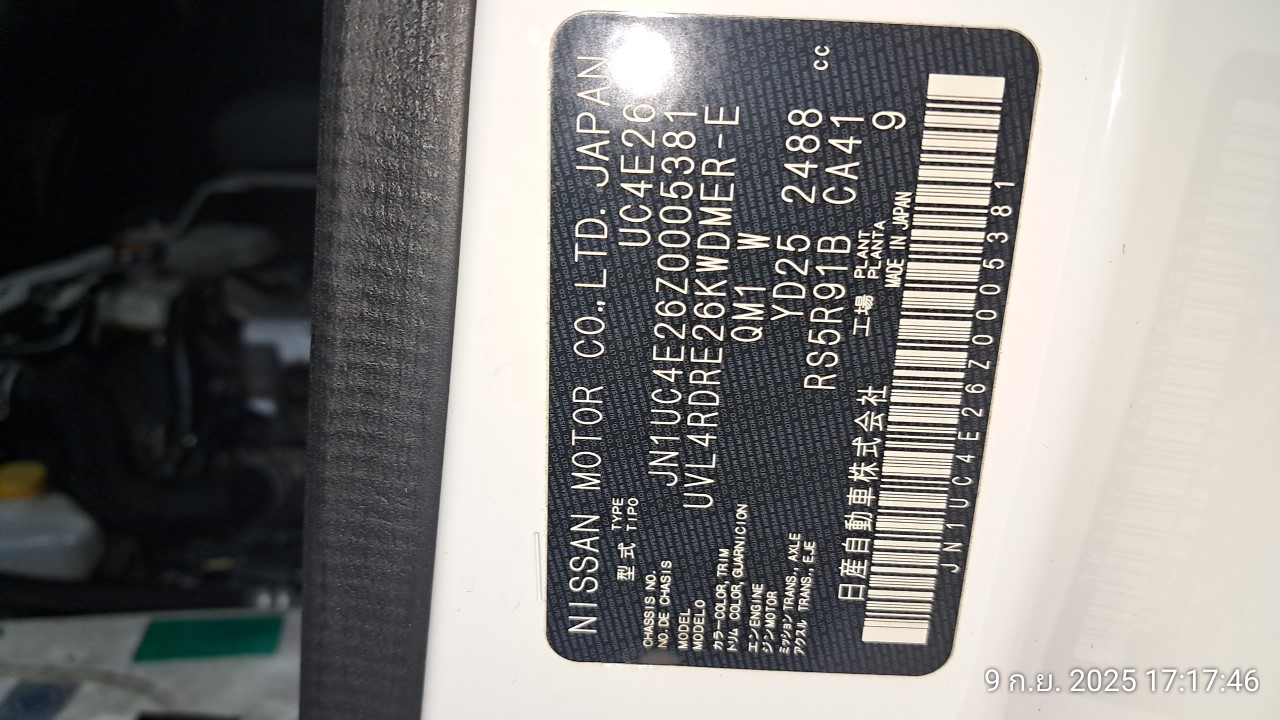 NISSAN MOTOR CO., LTD. JAPAN
型式 TYPE TIPO UC4E26
CHASSIS NO.
NO. DE CHASIS JN1UC4E26Z0005381
MODEL
MODELO UVL4RDRE26KWDMER-E
カラー COLOR, TRIM
トリム COLOR, GUARNICION QM1 W
エンジン ENGINE MOTOR YD25 2488 cc
ミッション TRANS., AXLE
アクスル TRANS., EJE RS5R91B CA41
工場 PLANT PLANTA 9
日産自動車株式会社 MADE IN JAPAN
JN1UC4E26Z0005381
9 ก.ย. 2025 17:17:46